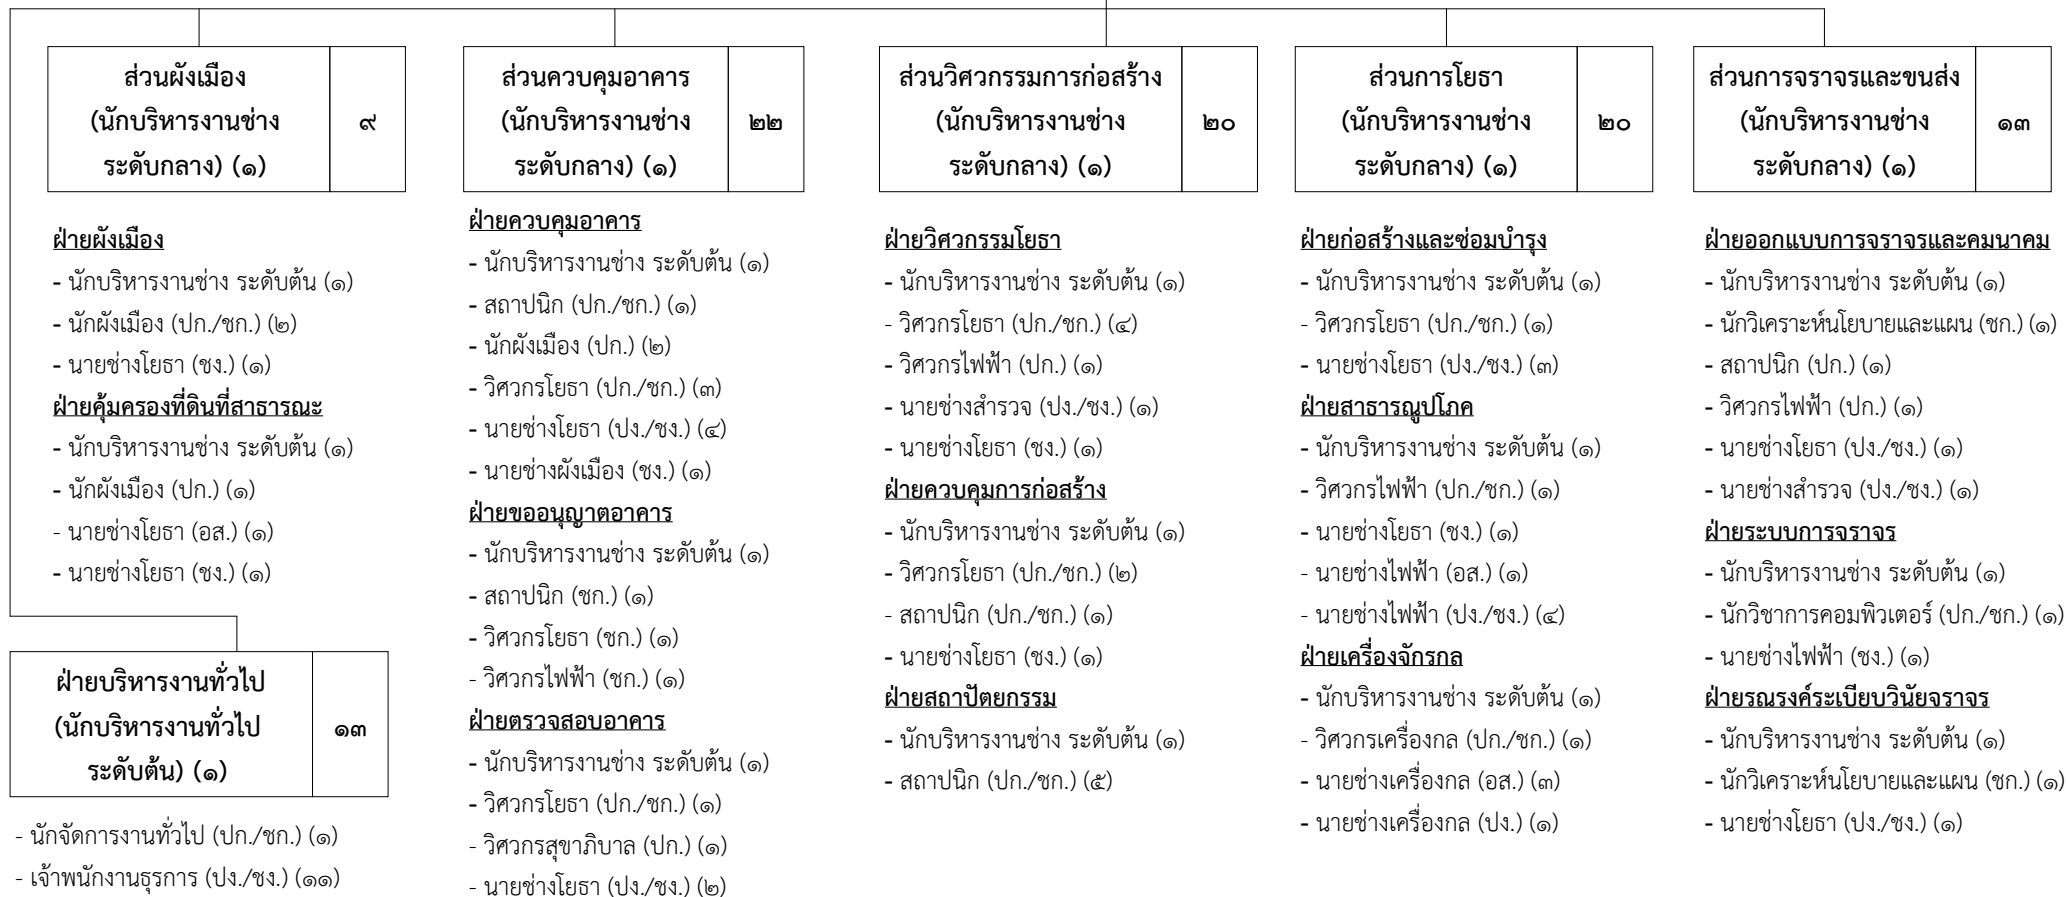 ส่วนผังเมือง
(นักบริหารงานช่าง
ระดับกลาง) (๑)
๙
ฝ่ายผังเมือง
- นักบริหารงานช่าง ระดับต้น (๑)
- นักผังเมือง (ปก./ชก.) (๒)
- นายช่างโยธา (ชง.) (๑)
ฝ่ายคุ้มครองที่ดินที่สาธารณะ
- นักบริหารงานช่าง ระดับต้น (๑)
- นักผังเมือง (ปก.) (๑)
- นายช่างโยธา (อส.) (๑)
- นายช่างโยธา (ชง.) (๑)
ฝ่ายบริหารงานทั่วไป
(นักบริหารงานทั่วไป
ระดับต้น) (๑)
๑๓
- นักจัดการงานทั่วไป (ปก./ชก.) (๑)
- เจ้าพนักงานธุรการ (ปง./ชง.) (๑๑)
ส่วนควบคุมอาคาร
(นักบริหารงานช่าง
ระดับกลาง) (๑)
๒๒
ฝ่ายควบคุมอาคาร
- นักบริหารงานช่าง ระดับต้น (๑)
- สถาปนิก (ปก./ชก.) (๑)
- นักผังเมือง (ปก.) (๒)
- วิศวกรโยธา (ปก./ชก.) (๓)
- นายช่างโยธา (ปง./ชง.) (๔)
- นายช่างผังเมือง (ชง.) (๑)
ฝ่ายขออนุญาตอาคาร
- นักบริหารงานช่าง ระดับต้น (๑)
- สถาปนิก (ชก.) (๑)
- วิศวกรโยธา (ชก.) (๑)
- วิศวกรไฟฟ้า (ชก.) (๑)
ฝ่ายตรวจสอบอาคาร
- นักบริหารงานช่าง ระดับต้น (๑)
- วิศวกรโยธา (ปก./ชก.) (๑)
- วิศวกรสุขาภิบาล (ปก.) (๑)
- นายช่างโยธา (ปง./ชง.) (๒)
ส่วนวิศวกรรมการก่อสร้าง
(นักบริหารงานช่าง
ระดับกลาง) (๑)
๒๐
ฝ่ายวิศวกรรมโยธา
- นักบริหารงานช่าง ระดับต้น (๑)
- วิศวกรโยธา (ปก./ชก.) (๔)
- วิศวกรไฟฟ้า (ปก.) (๑)
- นายช่างสำรวจ (ปง./ชง.) (๑)
- นายช่างโยธา (ชง.) (๑)
ฝ่ายควบคุมการก่อสร้าง
- นักบริหารงานช่าง ระดับต้น (๑)
- วิศวกรโยธา (ปก./ชก.) (๒)
- สถาปนิก (ปก./ชก.) (๑)
- นายช่างโยธา (ชง.) (๑)
ฝ่ายสถาปัตยกรรม
- นักบริหารงานช่าง ระดับต้น (๑)
- สถาปนิก (ปก./ชก.) (๕)
ส่วนการโยธา
(นักบริหารงานช่าง
ระดับกลาง) (๑)
๒๐
ฝ่ายก่อสร้างและซ่อมบำรุง
- นักบริหารงานช่าง ระดับต้น (๑)
- วิศวกรโยธา (ปก./ชก.) (๑)
- นายช่างโยธา (ปง./ชง.) (๓)
ฝ่ายสาธารณูปโภค
- นักบริหารงานช่าง ระดับต้น (๑)
- วิศวกรไฟฟ้า (ปก./ชก.) (๑)
- นายช่างโยธา (ชง.) (๑)
- นายช่างไฟฟ้า (อส.) (๑)
- นายช่างไฟฟ้า (ปง./ชง.) (๔)
ฝ่ายเครื่องจักรกล
- นักบริหารงานช่าง ระดับต้น (๑)
- วิศวกรเครื่องกล (ปก./ชก.) (๑)
- นายช่างเครื่องกล (อส.) (๓)
- นายช่างเครื่องกล (ปง.) (๑)
ส่วนการจราจรและขนส่ง
(นักบริหารงานช่าง
ระดับกลาง) (๑)
๑๓
ฝ่ายออกแบบการจราจรและคมนาคม
- นักบริหารงานช่าง ระดับต้น (๑)
- นักวิเคราะห์นโยบายและแผน (ชก.) (๑)
- สถาปนิก (ปก.) (๑)
- วิศวกรไฟฟ้า (ปก.) (๑)
- นายช่างโยธา (ปง./ชง.) (๑)
- นายช่างสำรวจ (ปง./ชง.) (๑)
ฝ่ายระบบการจราจร
- นักบริหารงานช่าง ระดับต้น (๑)
- นักวิชาการคอมพิวเตอร์ (ปก./ชก.) (๑)
- นายช่างไฟฟ้า (ชง.) (๑)
ฝ่ายรณรงค์ระเบียบวินัยจราจร
- นักบริหารงานช่าง ระดับต้น (๑)
- นักวิเคราะห์นโยบายและแผน (ชก.) (๑)
- นายช่างโยธา (ปง./ชง.) (๑)